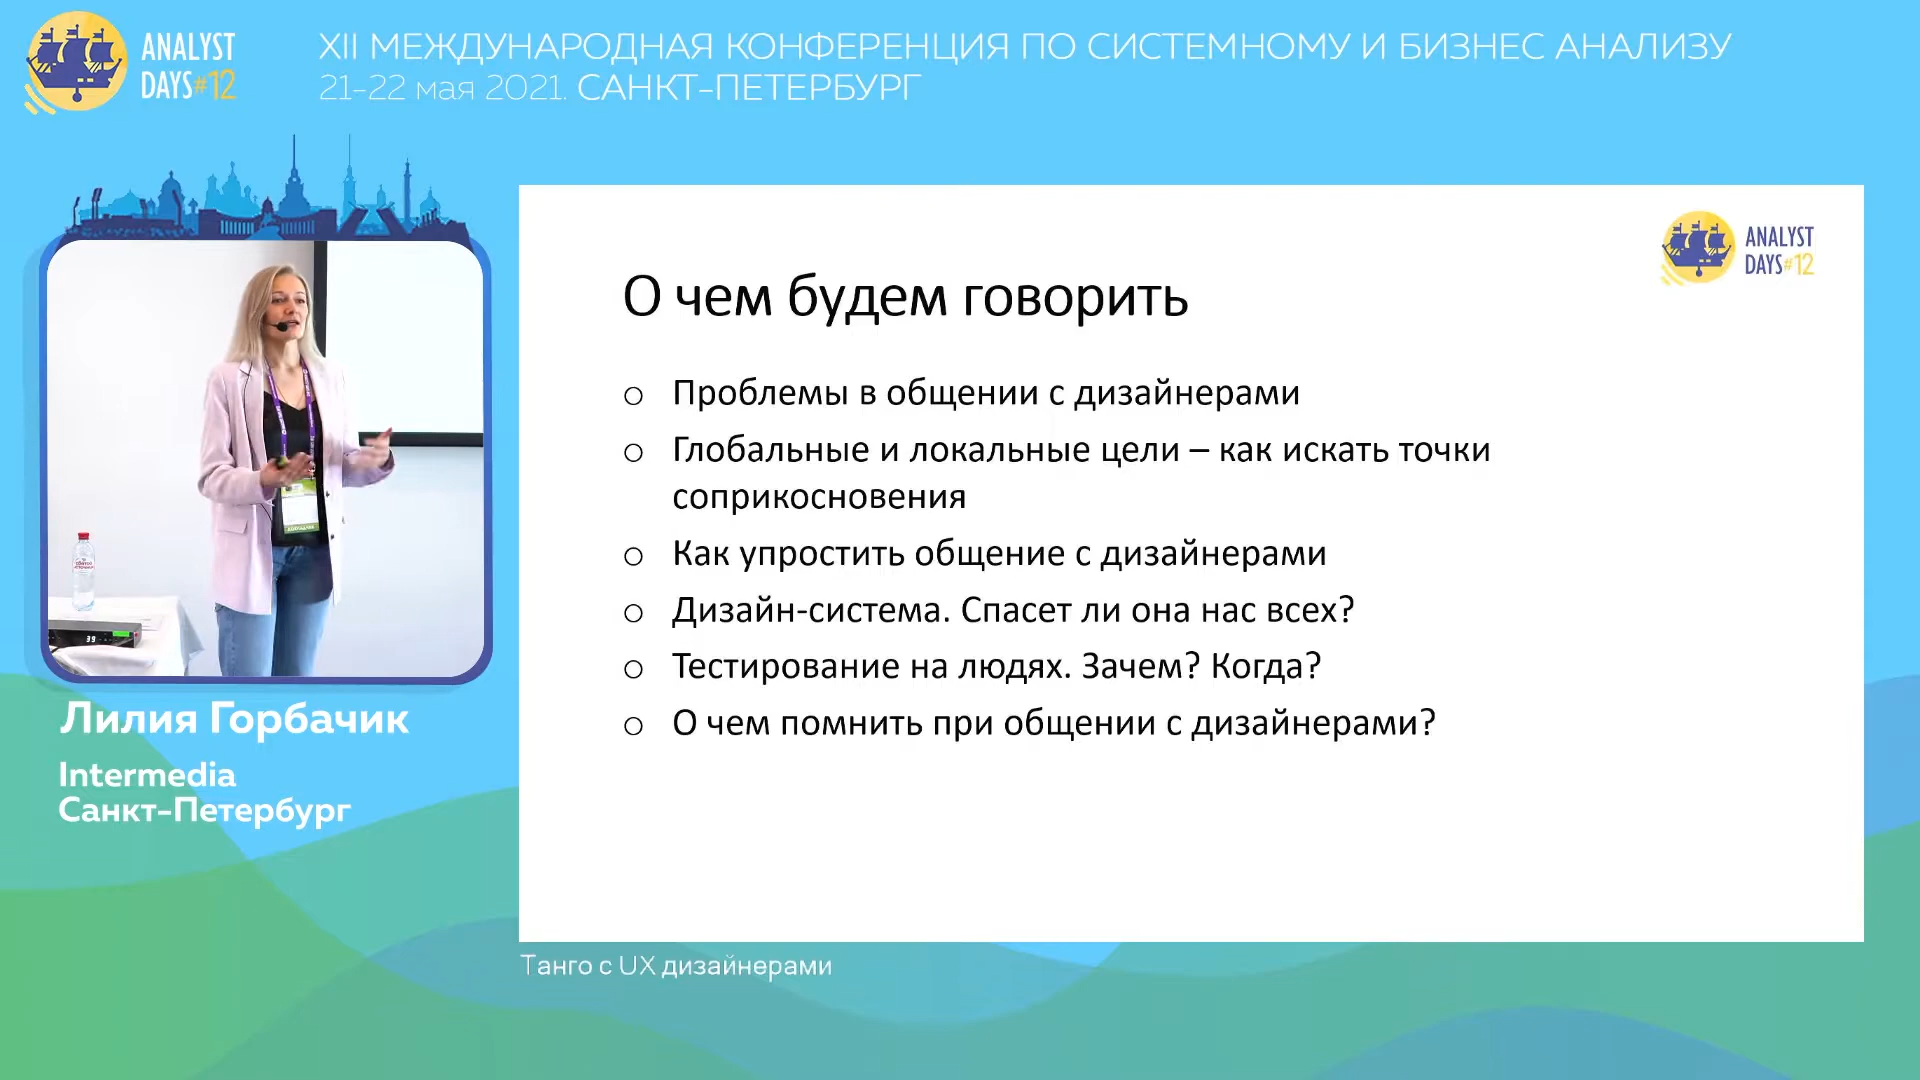 ANALYST
DAYS#12
XII МЕЖДУНАРОДНАЯ КОНФЕРЕНЦИЯ ПО СИСТЕМНОМУ И БИЗНЕС АНАЛИЗУ
21-22 мая 2021. САНКТ-ПЕТЕРБУРГ
ANALYST
DAYS#12
О чем будем говорить
Проблемы в общении с дизайнерами
Глобальные и локальные цели – как искать точки
соприкосновения
Как упростить общение с дизайнерами
Дизайн-система. Спасет ли она нас всех?
Тестирование на людях. Зачем? Когда?
О чем помнить при общении с дизайнерами?
39
Лилия Горбачик
Intermedia
Санкт-Петербург
Танго с UX дизайнерами